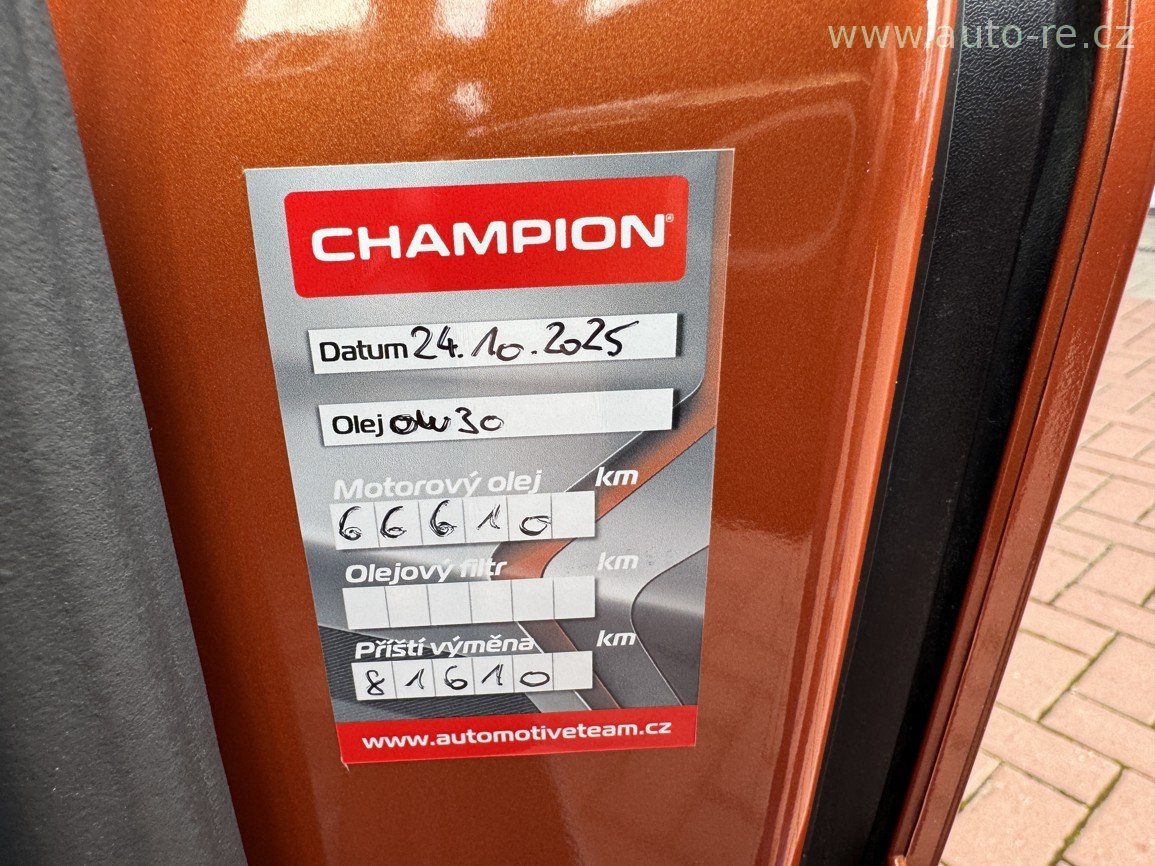 www.auto-re.cz
CHAMPION®
Datum 24.10.2025
Olej 0w30
Motorový olej km
66610
Olejový filtr km
Příští výměna km
81610
www.automotiveteam.cz